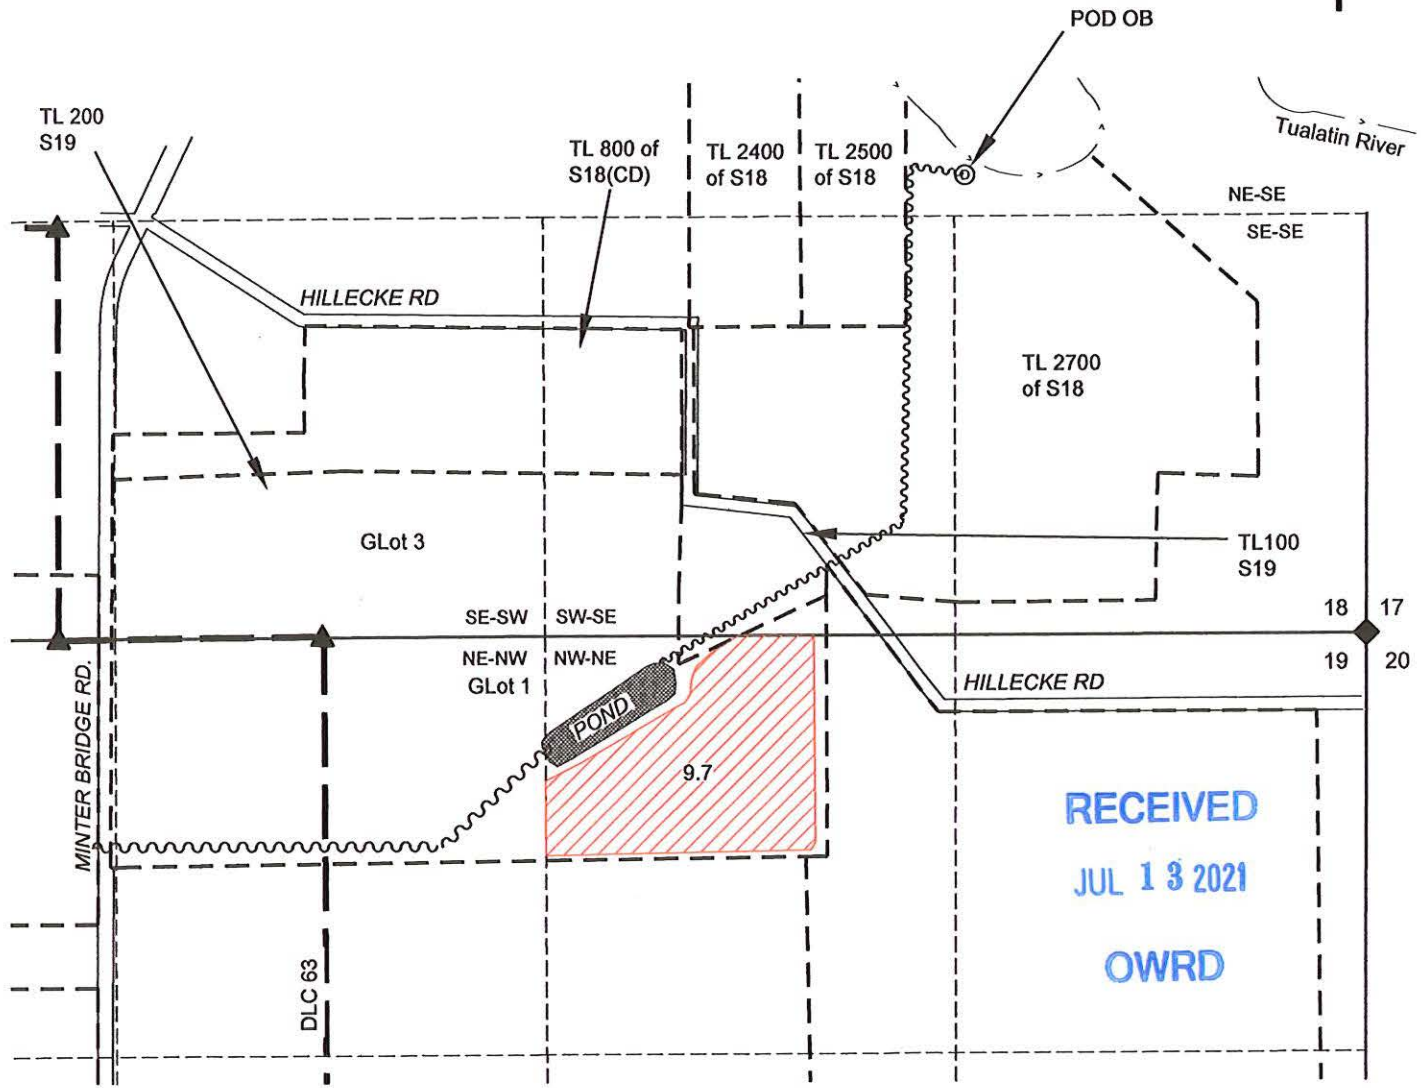 POD OB
Tualatin River
TL 200
S19
TL 800 of
S18(CD)
TL 2400
of S18
TL 2500
of S18
NE-SE
SE-SE
HILLECKE RD
TL 2700
of S18
GLot 3
TL100
S19
SE-SW
SW-SE
18
17
NE-NW
NW-NE
19
20
GLot 1
HILLECKE RD
MINTER BRIDGE RD.
POND
9.7
RECEIVED
JUL 13 2021
OWRD
DLC 63